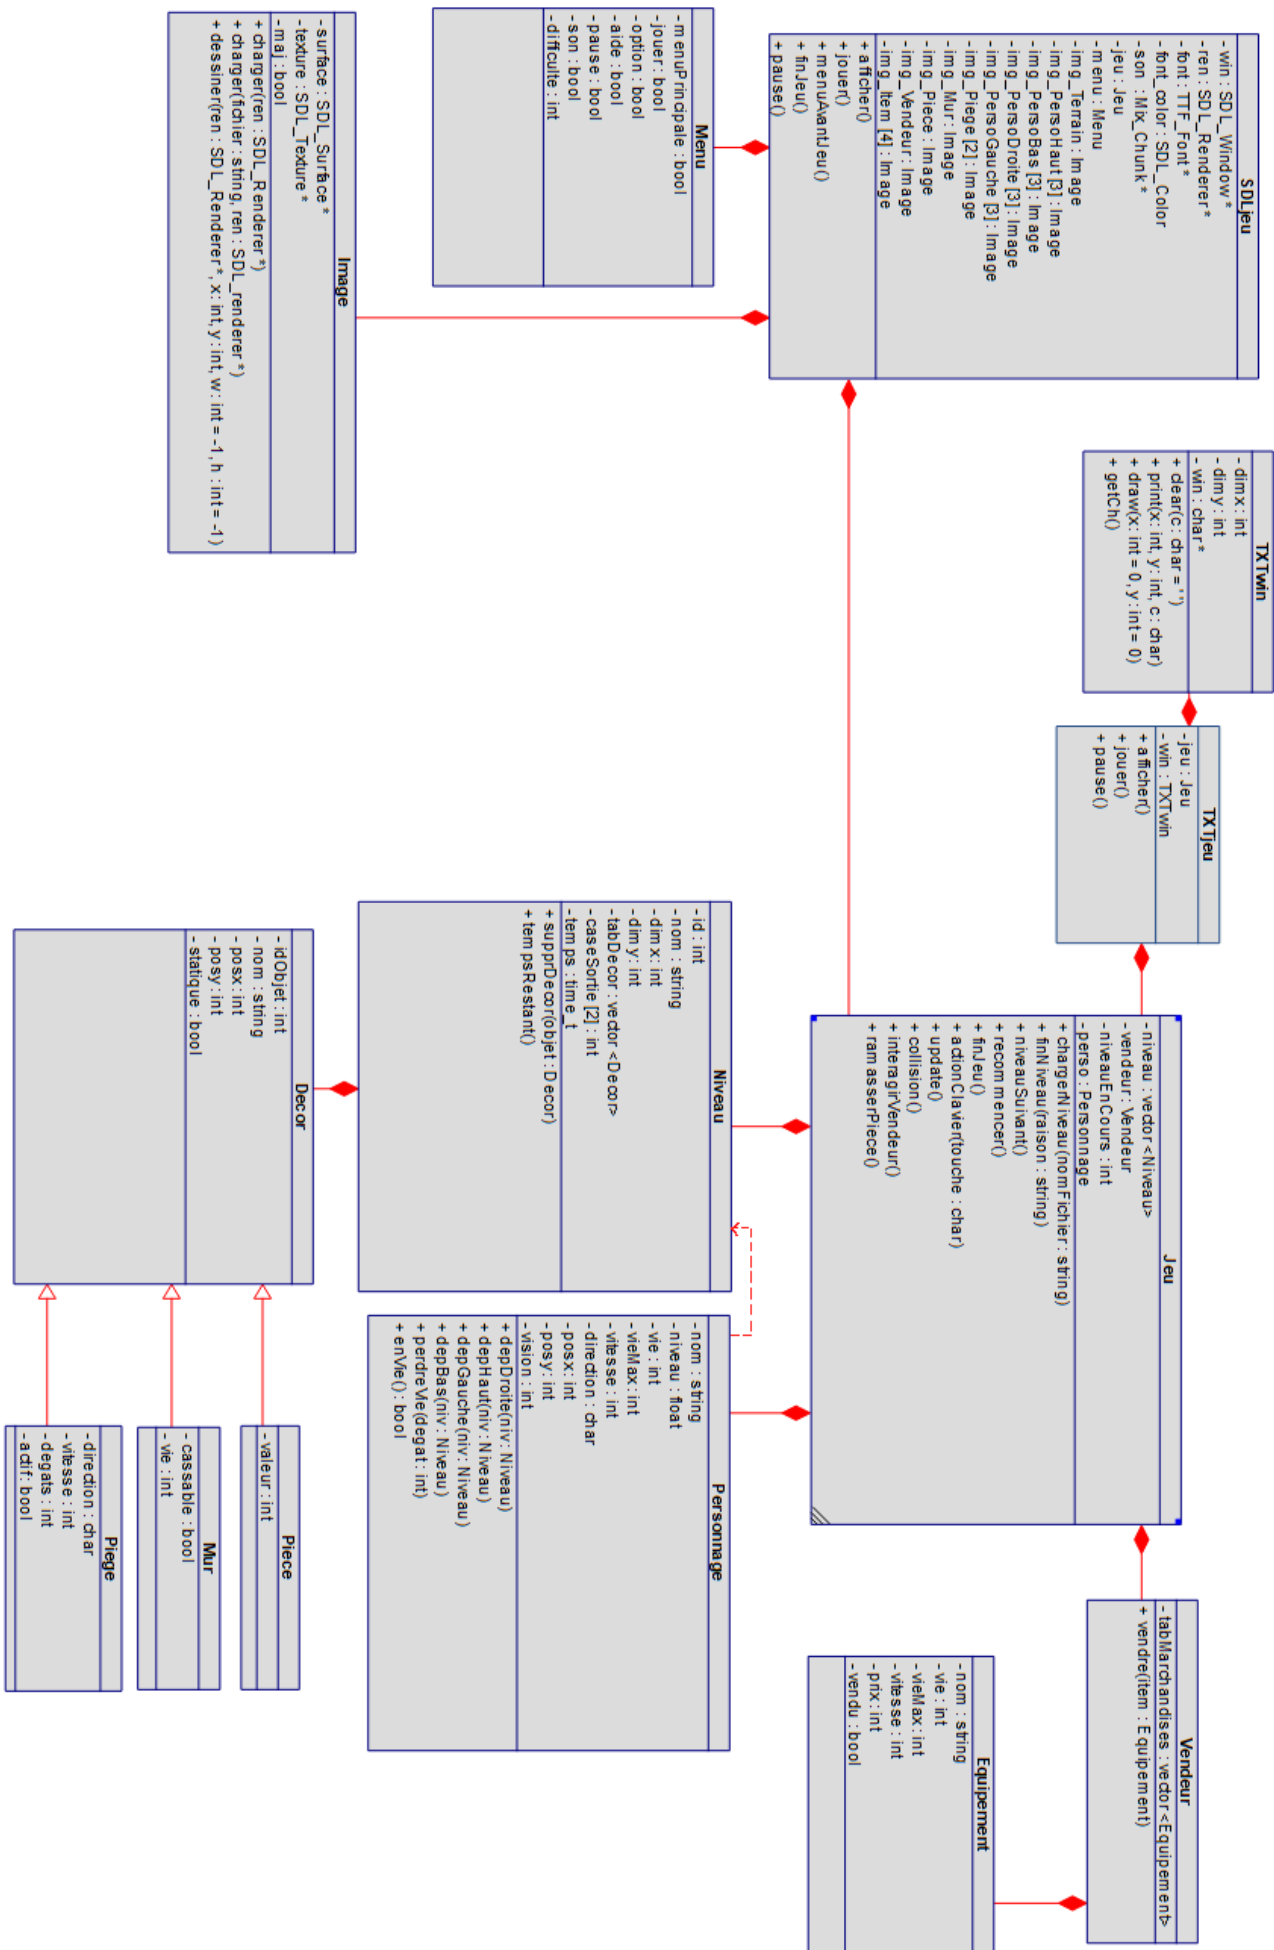 SDLjeu
- win : SDL_Window*
- ren : SDL_Renderer*
- font : TTF_Font*
- font_color : SDL_Color
- son : Mix_Chunk*
- jeu : Jeu
- menu : Menu
- img_Terrain : Image
- img_PersoHaut [3] : Image
- img_PersoBas [3] : Image
- img_PersoDroite [3] : Image
- img_PersoGauche [3] : Image
- img_Piege [2] : Image
- img_Mur : Image
- img_Piece : Image
- img_Vendeur : Image
- img_Item [4] : Image
+ afficher()
+ jouer()
+ menuAvantJeu()
+ finJeu()
+ pause()
Menu
- menuPrincipale : bool
- jouer : bool
- option : bool
- aide : bool
- pause : bool
- son : bool
- difficulte : int
Image
- surface : SDL_Surface*
- texture : SDL_Texture*
- maj : bool
+ charger(ren : SDL_Renderer*)
+ charger(fichier : string, ren : SDL_renderer*)
+ dessiner(ren : SDL_Renderer*, x : int, y : int, w : int = -1, h : int = -1)
TXTwin
- dimx : int
- dimy : int
- win : char*
+ clear(c : char = ' ')
+ print(x : int, y : int, c : char)
+ draw(x : int = 0, y : int = 0)
+ getCh()
TXTjeu
- jeu : Jeu
- win : TXTwin
+ afficher()
+ jouer()
+ pause()
Jeu
- niveau : vector <Niveau>
- vendeur : Vendeur
- niveauEnCours : int
- perso : Personnage
+ chargerNiveau(nomFichier : string)
+ finNiveau(raison : string)
+ niveauSuivant()
+ recommencer()
+ finJeu()
+ actionClavier(touche : char)
+ update()
+ collision()
+ interagirVendeur()
+ ramasserPiece()
Niveau
- id : int
- nom : string
- dimx : int
- dimy : int
- tabDecor : vector <Decor>
- caseSortie [2] : int
- temps : time_t
+ supprDecor(objet : Decor)
+ tempsRestant()
Decor
- idObjet : int
- nom : string
- posx : int
- posy : int
- statique : bool
Personnage
- nom : string
- niveau : float
- vie : int
- vieMax : int
- vitesse : int
- direction : char
- posx : int
- posy : int
- vision : int
+ depDroite(niv : Niveau)
+ depHaut(niv : Niveau)
+ depGauche(niv : Niveau)
+ depBas(niv : Niveau)
+ perdreVie(degat : int)
+ enVie() : bool
Piece
- valeur : int
Mur
- cassable : bool
- vie : int
Piege
- direction : char
- vitesse : int
- degats : int
- actif : bool
Vendeur
- tabMarchandises : vector <Equipement>
+ vendre(item : Equipement)
Equipement
- nom : string
- vie : int
- vieMax : int
- vitesse : int
- prix : int
- vendu : bool